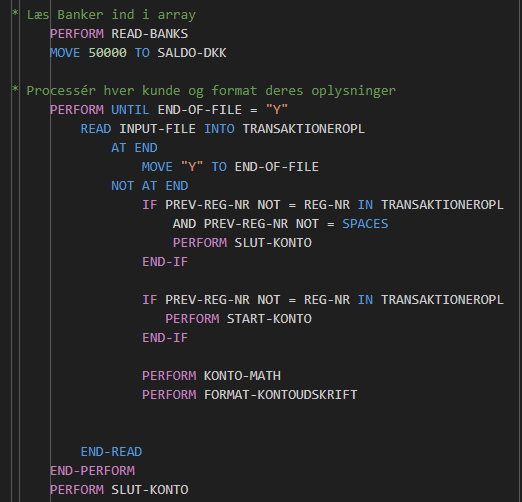 * Læs Banker ind i array
PERFORM READ-BANKS
MOVE 50000 TO SALDO-DKK
* Processér hver kunde og format deres oplysninger
PERFORM UNTIL END-OF-FILE = "Y"
READ INPUT-FILE INTO TRANSAKTIONEROPL
AT END
MOVE "Y" TO END-OF-FILE
NOT AT END
IF PREV-REG-NR NOT = REG-NR IN TRANSAKTIONEROPL
AND PREV-REG-NR NOT = SPACES
PERFORM SLUT-KONTO
END-IF
IF PREV-REG-NR NOT = REG-NR IN TRANSAKTIONEROPL
PERFORM START-KONTO
END-IF
PERFORM KONTO-MATH
PERFORM FORMAT-KONTOUDSKRIFT
END-READ
END-PERFORM
PERFORM SLUT-KONTO